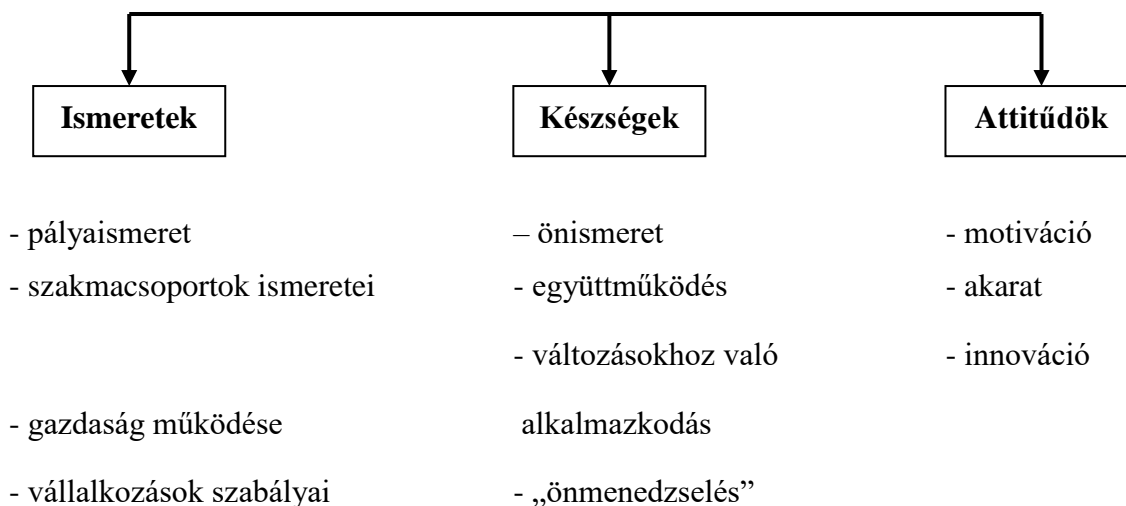 Ismeretek
Készségek
Attitűdök
- pályaismeret
– önismeret
- motiváció
- szakmacsoportok ismeretei
- együttműködés
- akarat
- változásokhoz való
- innováció
- gazdaság működése
alkalmazkodás
- vállalkozások szabályai
- „önmenedzselés”